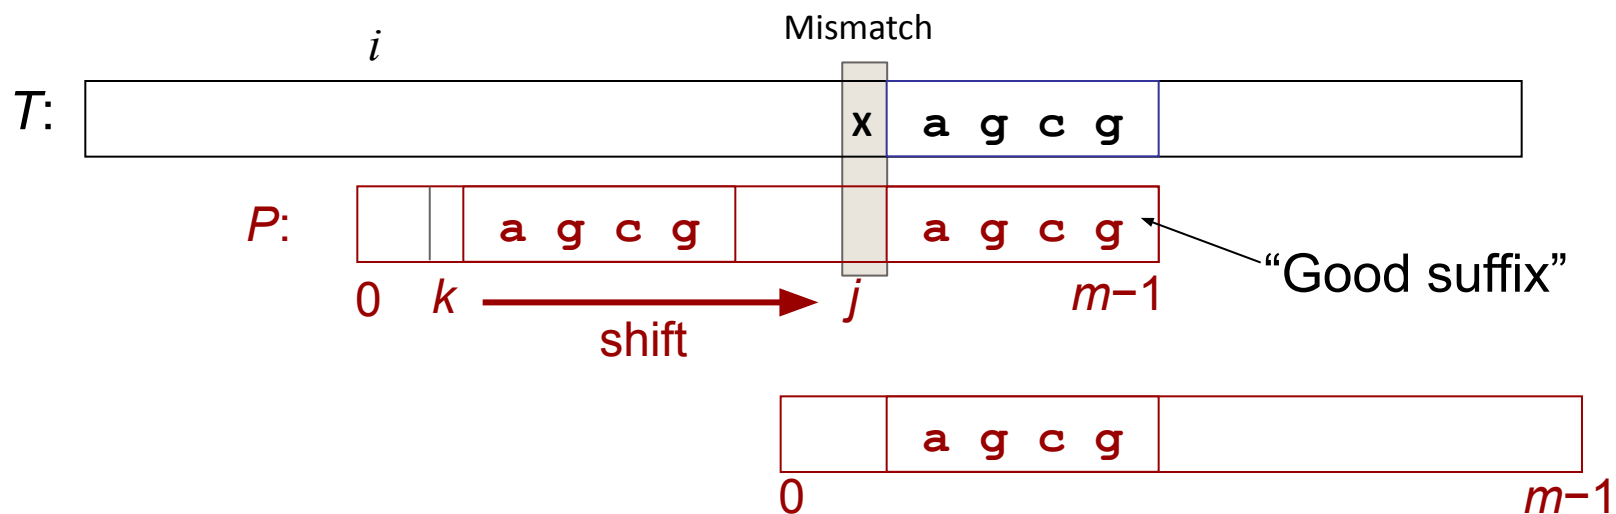 Mismatch
i
T: x a g c g
P: a g c g a g c g
0 k j m−1
“Good suffix”
shift
a g c g
0 m−1